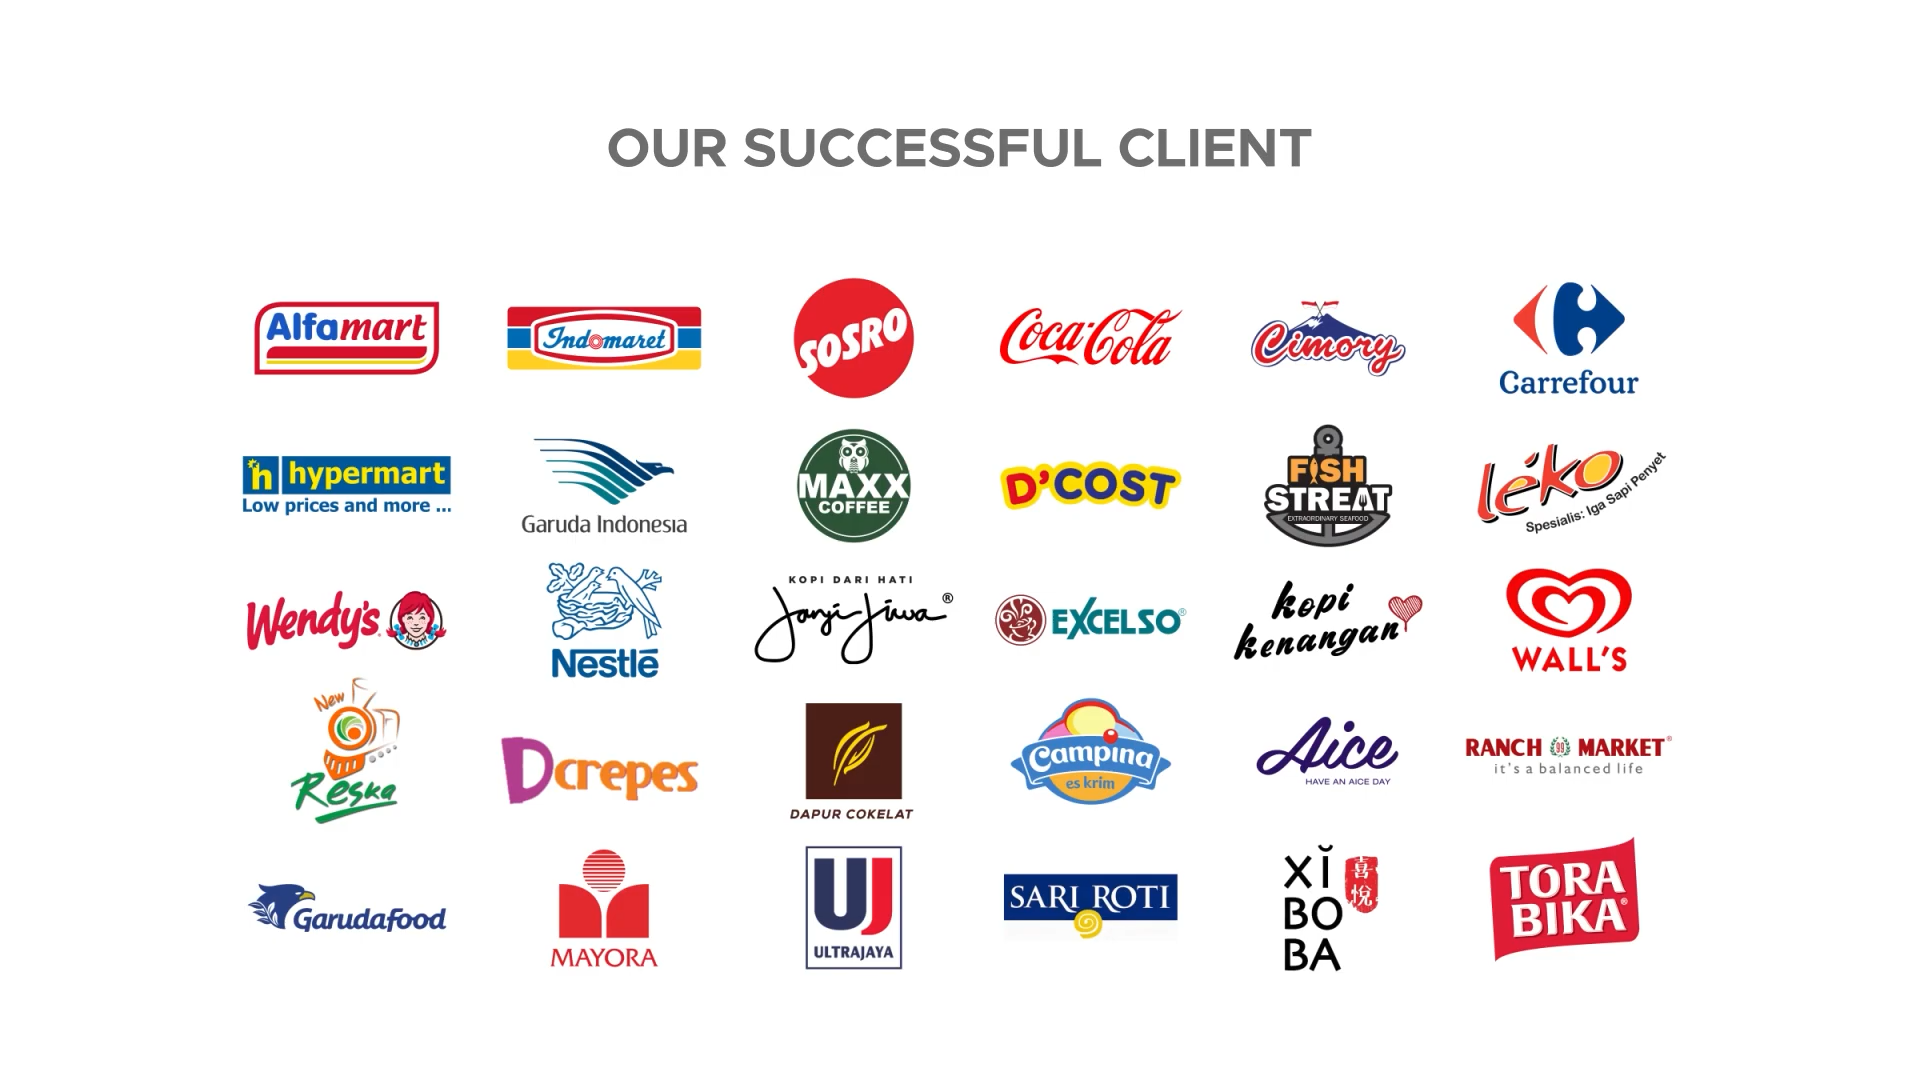 OUR SUCCESSFUL CLIENT
Alfamart
Indomaret
SOSRO
Coca-Cola
Cimory
Carrefour
h hypermart
Low prices and more ...
Garuda Indonesia
MAXX
COFFEE
D'COST
FISH
STREAT
EXTRAORDINARY SEAFOOD
léko
Spesialis: Iga Sapi Penyet
Wendy's
Nestlé
KOPI DARI HATI
Janji Jiwa ®
EXCELSO ®
kopi
kenangan
WALL'S
New
Reska
Dcrepes
DAPUR COKELAT
Campina
es krim
Aice
HAVE AN AICE DAY
RANCH 99 MARKET®
it's a balanced life
Garudafood
MAYORA
UJ
ULTRAJAYA
SARI ROTI
XĬ
BO
BA
喜
悅
TORA
BIKA®